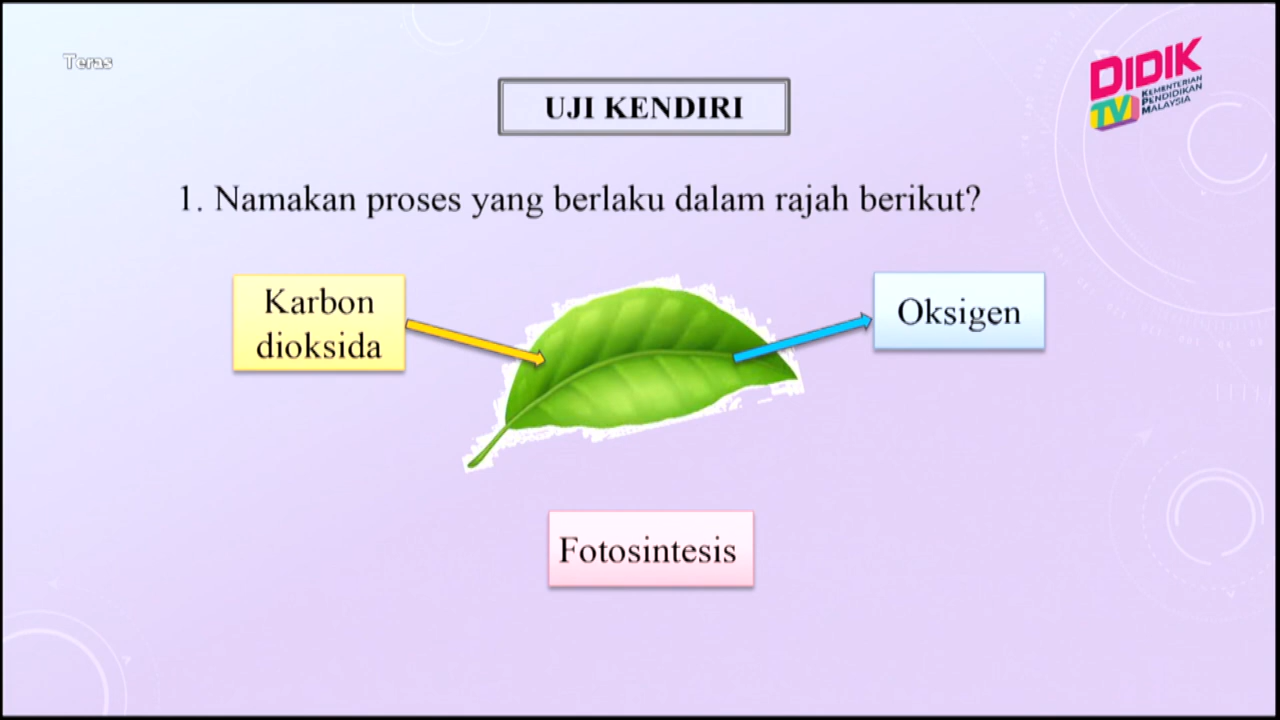 Teras
DIDIK
TV
KEMENTERIAN
PENDIDIKAN
MALAYSIA
UJI KENDIRI
1. Namakan proses yang berlaku dalam rajah berikut?
Karbon
dioksida
Oksigen
Fotosintesis